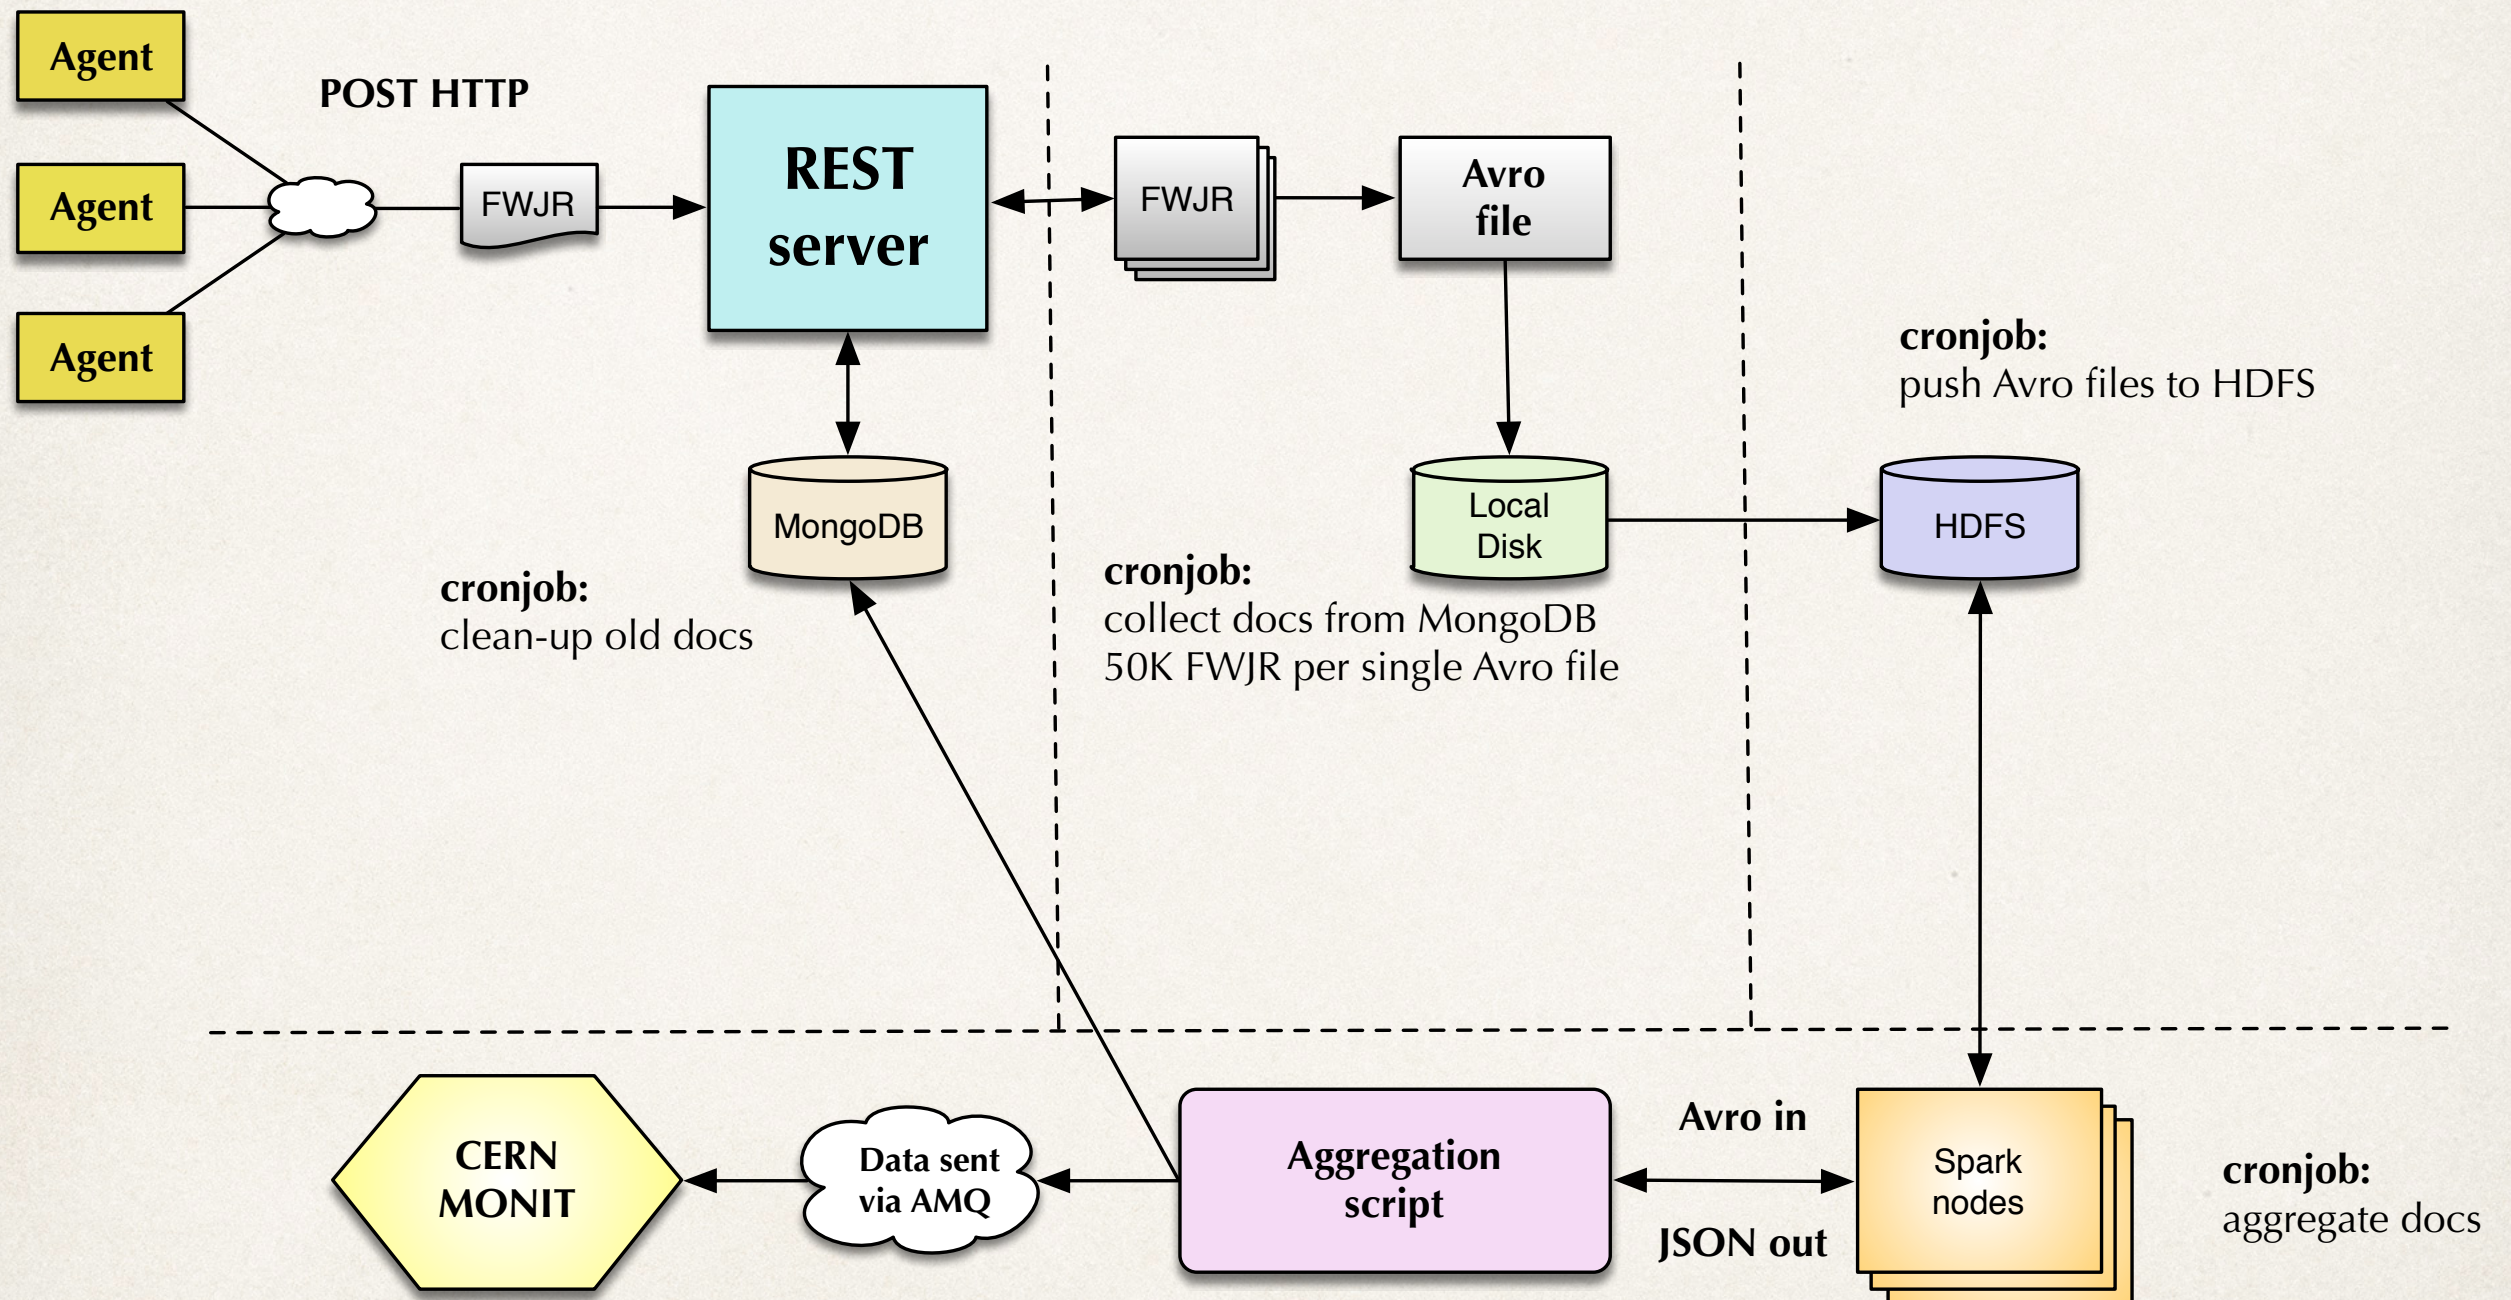 Agent
POST HTTP
Agent
FWJR
Agent
REST
server
FWJR
Avro
file
cronjob:
push Avro files to HDFS
MongoDB
Local
Disk
HDFS
cronjob:
clean-up old docs
cronjob:
collect docs from MongoDB
50K FWJR per single Avro file
CERN
MONIT
Data sent
via AMQ
Aggregation
script
Avro in
JSON out
Spark
nodes
cronjob:
aggregate docs